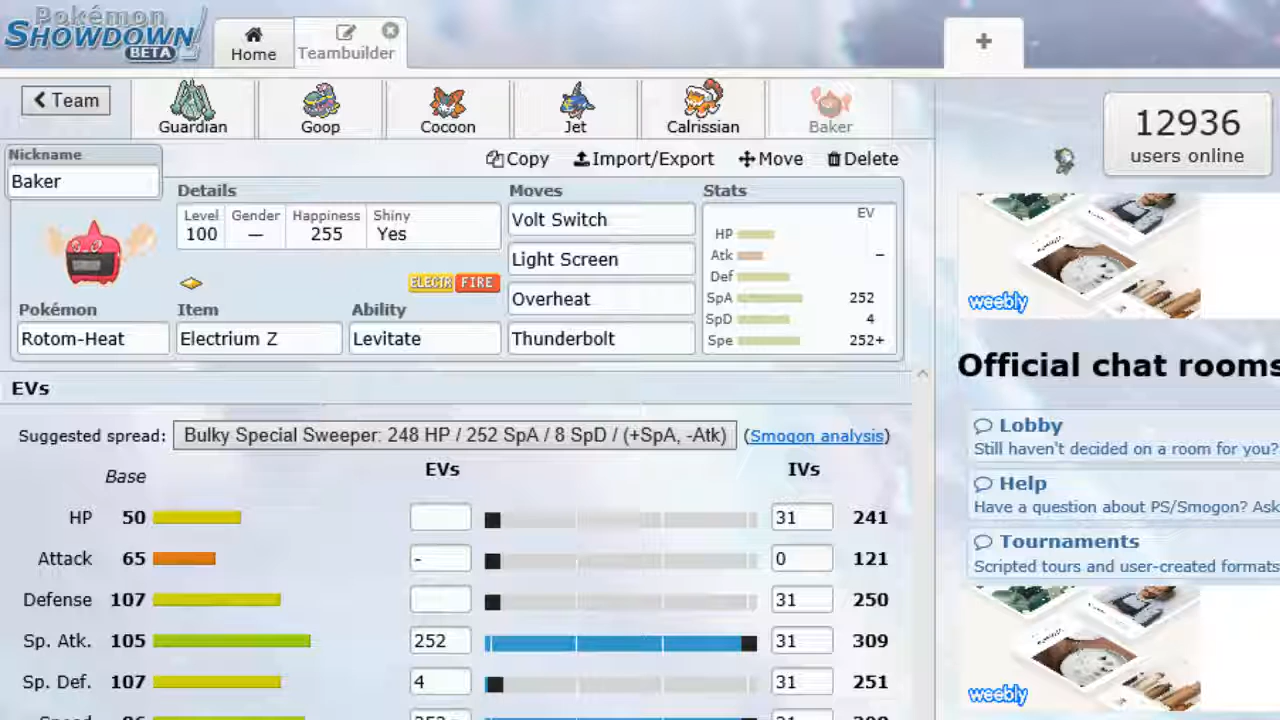 Pokémon
SHOWDOWN!
BETA
Home
Teambuilder
+
Team
Guardian
Goop
Cocoon
Jet
Calrissian
Baker
12936
users online
Nickname
Baker
Copy
Import/Export
Move
Delete
Details
Level
100
Gender
—
Happiness
255
Shiny
Yes
ELECTR FIRE
Pokémon
Rotom-Heat
Item
Electrium Z
Ability
Levitate
Moves
Volt Switch
Light Screen
Overheat
Thunderbolt
Stats
EV
HP
Atk –
Def
SpA 252
SpD 4
Spe 252+
weebly
EVs
Suggested spread: Bulky Special Sweeper: 248 HP / 252 SpA / 8 SpD / (+SpA, -Atk) (Smogon analysis)
Base EVs IVs
HP 50 31 241
Attack 65 - 0 121
Defense 107 31 250
Sp. Atk. 105 252 31 309
Sp. Def. 107 4 31 251
Official chat rooms
Lobby
Still haven't decided on a room for you?
Help
Have a question about PS/Smogon? Ask
Tournaments
Scripted tours and user-created formats
weebly